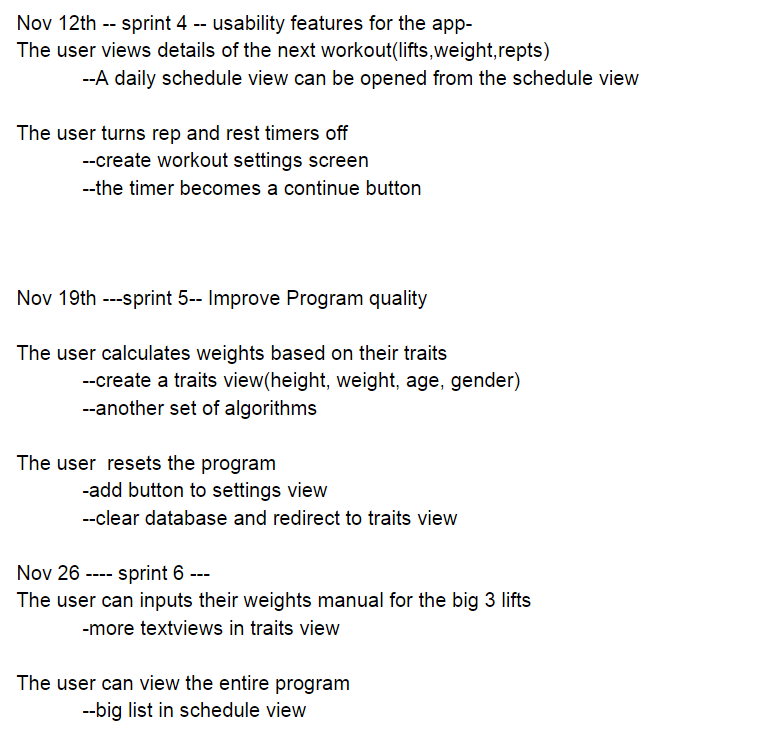 Nov 12th -- sprint 4 -- usability features for the app-
The user views details of the next workout(lifts,weight,repts)
--A daily schedule view can be opened from the schedule view
The user turns rep and rest timers off
--create workout settings screen
--the timer becomes a continue button
Nov 19th ---sprint 5-- Improve Program quality
The user calculates weights based on their traits
--create a traits view(height, weight, age, gender)
--another set of algorithms
The user  resets the program
-add button to settings view
--clear database and redirect to traits view
Nov 26 ---- sprint 6 ---
The user can inputs their weights manual for the big 3 lifts
-more textviews in traits view
The user can view the entire program
--big list in schedule view